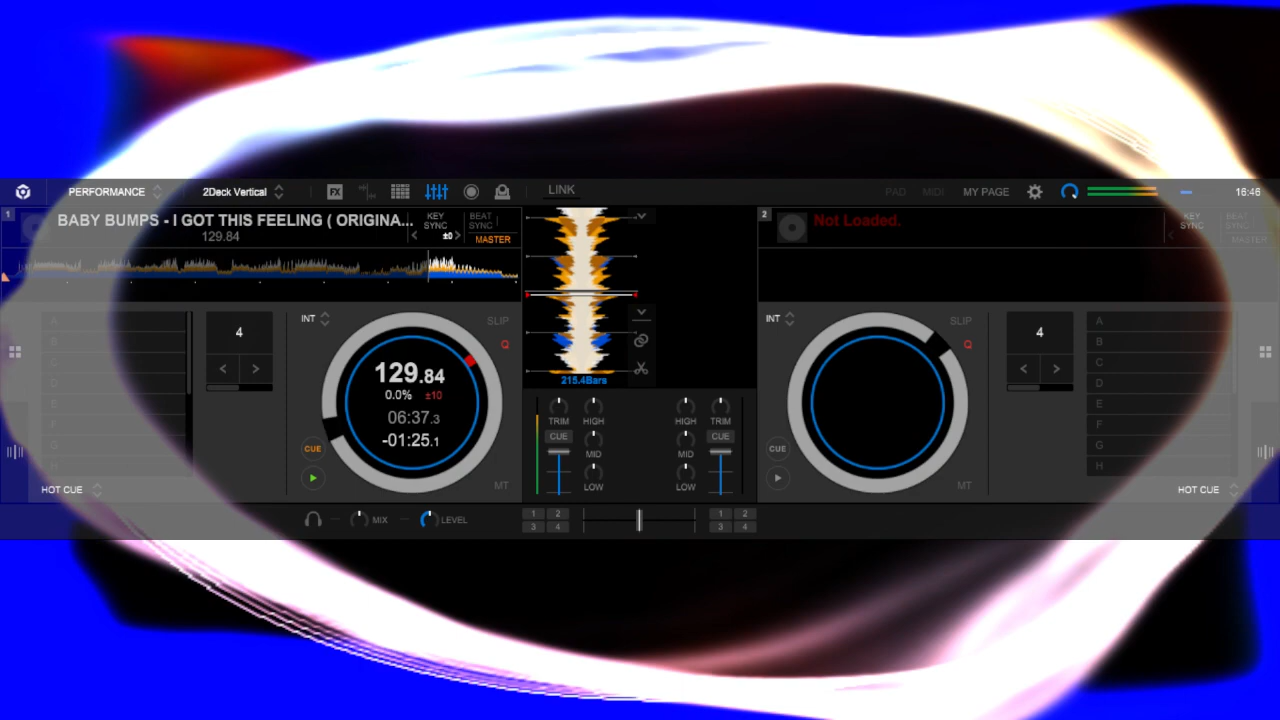 PERFORMANCE 2Deck Vertical FX LINK PAD MIDI MY PAGE 16:46
1 BABY BUMPS - I GOT THIS FEELING ( ORIGINA... KEY SYNC BEAT SYNC
129.84 ±0 MASTER
2 Not Loaded. KEY SYNC BEAT SYNC
MASTER
INT SLIP
Q
4
129.84
0.0% ±10
06:37.3
-01:25.1
CUE
MT
A
B
C
D
E
F
G
H
HOT CUE
215.4Bars
TRIM HIGH HIGH TRIM
CUE CUE
MID MID
LOW LOW
INT SLIP
Q
CUE
MT
4
A
B
C
D
E
F
G
H
HOT CUE
MIX LEVEL
1 2 1 2
3 4 3 4